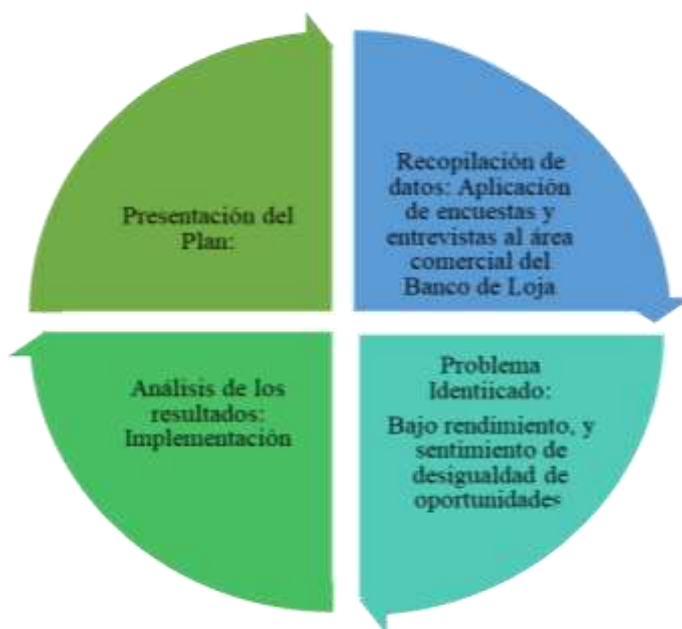 Recopilación de
datos: Aplicación
de encuestas y
entrevistas al área
comercial del
Banco de Loja
Problema
Identiicado:
Bajo rendimiento, y
sentimiento de
desigualdad de
oportunidades
Análisis de los
resultados:
Implementación
Presentación del
Plan: